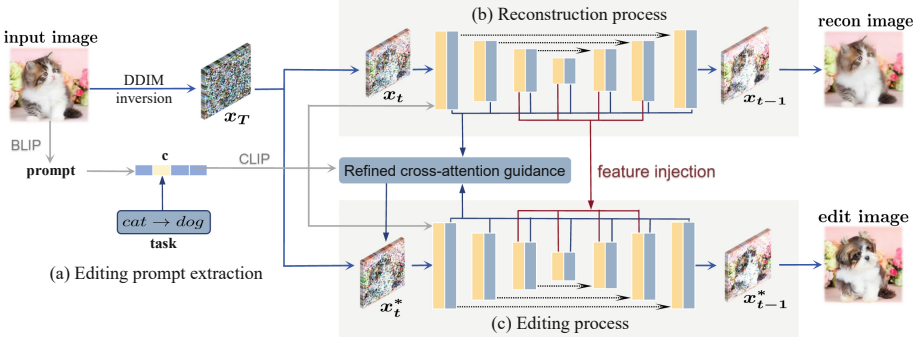 input image
DDIM
inversion
x_T
BLIP
prompt
c
CLIP
cat → dog
task
(a) Editing prompt extraction
(b) Reconstruction process
x_t
x_{t−1}
recon image
Refined cross-attention guidance
feature injection
x_t^*
x_{t−1}^*
edit image
(c) Editing process